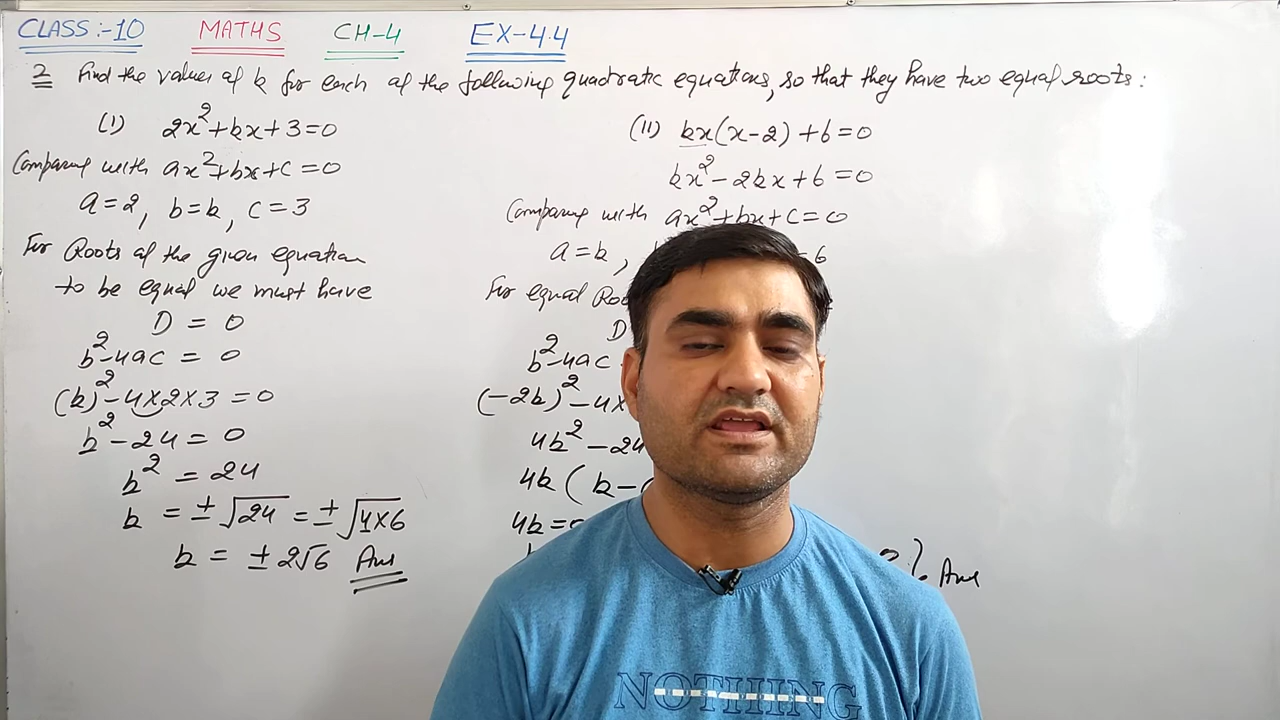 CLASS:-10 MATHS CH-4 EX-4.4
2 Find the values of k for each of the following quadratic equations, so that they have two equal roots:
(I) 2x²+kx+3=0
Comparing with ax²+bx+c=0
a=2, b=k, c=3
For Roots of the given equation
to be equal we must have
D = 0
b²-4ac = 0
(k)²-4×2×3=0
k²-24=0
k²=24
k=±√24=±√4×6
k=±2√6 Ans
(II) kx(x-2)+6=0
kx²-2kx+6=0
Comparing with ax²+bx+c=0
a=k, 6
For equal
D
b²-4ac
(-2k)²-4×
4k²-24
4k(k-
4k=
Ans
NOTHING